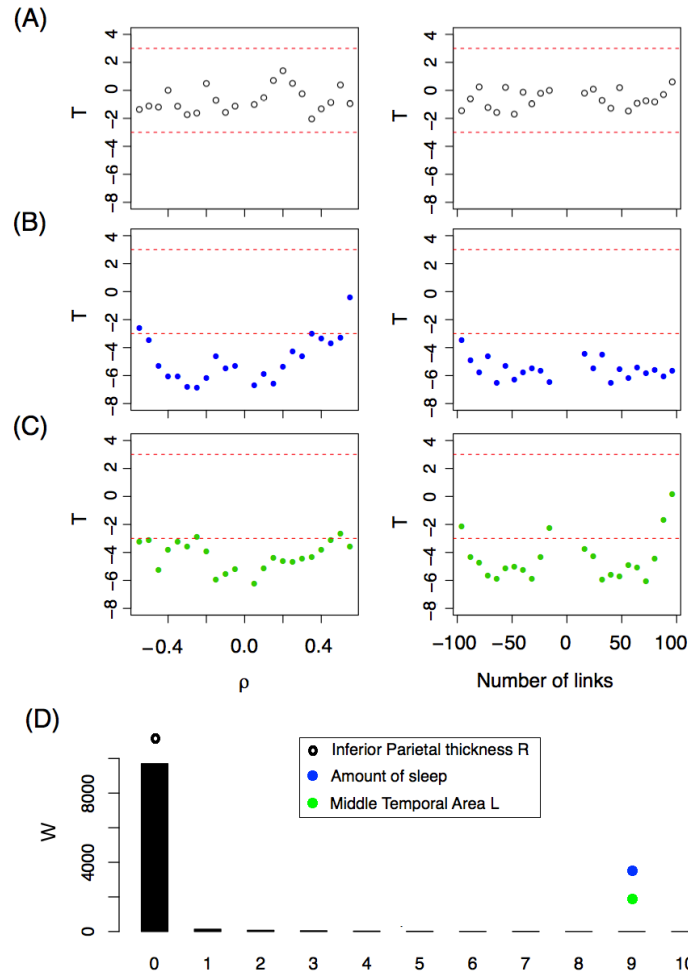 (A)
4
2
0
−2
−4
−6
−8
T
4
2
0
−2
−4
−6
−8
T
(B)
4
2
0
−2
−4
−6
−8
T
4
2
0
−2
−4
−6
−8
T
(C)
4
2
0
−2
−4
−6
−8
T
4
2
0
−2
−4
−6
−8
T
−0.4 0.0 0.4
−100 −50 0 50 100
ρ
Number of links
(D)
Inferior Parietal thickness R
Amount of sleep
Middle Temporal Area L
W
8000
4000
0
0 1 2 3 4 5 6 7 8 9 10